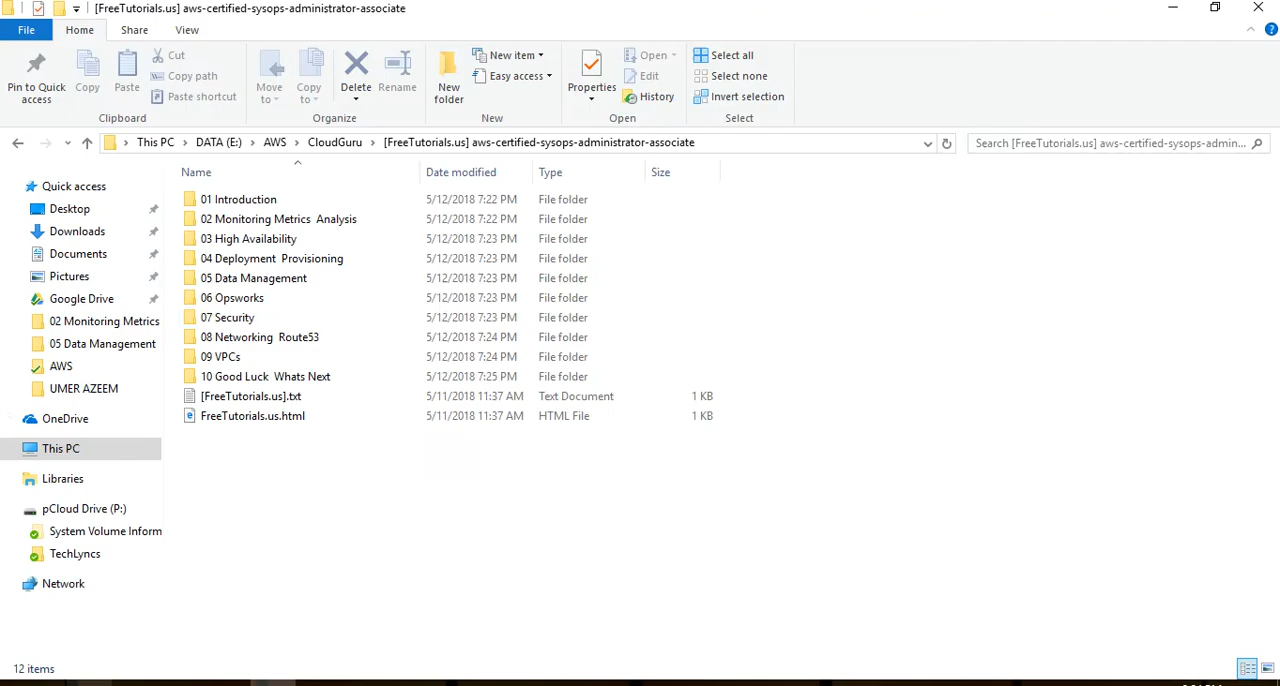 [FreeTutorials.us] aws-certified-sysops-administrator-associate
File Home Share View
Pin to Quick access
Copy
Paste
Cut
Copy path
Paste shortcut
Clipboard
Move to
Copy to
Delete
Rename
Organize
New folder
New item
Easy access
New
Properties
Open
Edit
History
Open
Select all
Select none
Invert selection
Select
This PC > DATA (E:) > AWS > CloudGuru > [FreeTutorials.us] aws-certified-sysops-administrator-associate
Search [FreeTutorials.us] aws-certified-sysops-admin...
Name Date modified Type Size
Quick access
Desktop
Downloads
Documents
Pictures
Google Drive
02 Monitoring Metrics
05 Data Management
AWS
UMER AZEEM
OneDrive
This PC
Libraries
pCloud Drive (P:)
System Volume Inform
TechLyncs
Network
01 Introduction 5/12/2018 7:22 PM File folder
02 Monitoring Metrics  Analysis 5/12/2018 7:22 PM File folder
03 High Availability 5/12/2018 7:23 PM File folder
04 Deployment  Provisioning 5/12/2018 7:23 PM File folder
05 Data Management 5/12/2018 7:23 PM File folder
06 Opsworks 5/12/2018 7:23 PM File folder
07 Security 5/12/2018 7:23 PM File folder
08 Networking  Route53 5/12/2018 7:24 PM File folder
09 VPCs 5/12/2018 7:24 PM File folder
10 Good Luck  Whats Next 5/12/2018 7:25 PM File folder
[FreeTutorials.us].txt 5/11/2018 11:37 AM Text Document 1 KB
FreeTutorials.us.html 5/11/2018 11:37 AM HTML File 1 KB
12 items